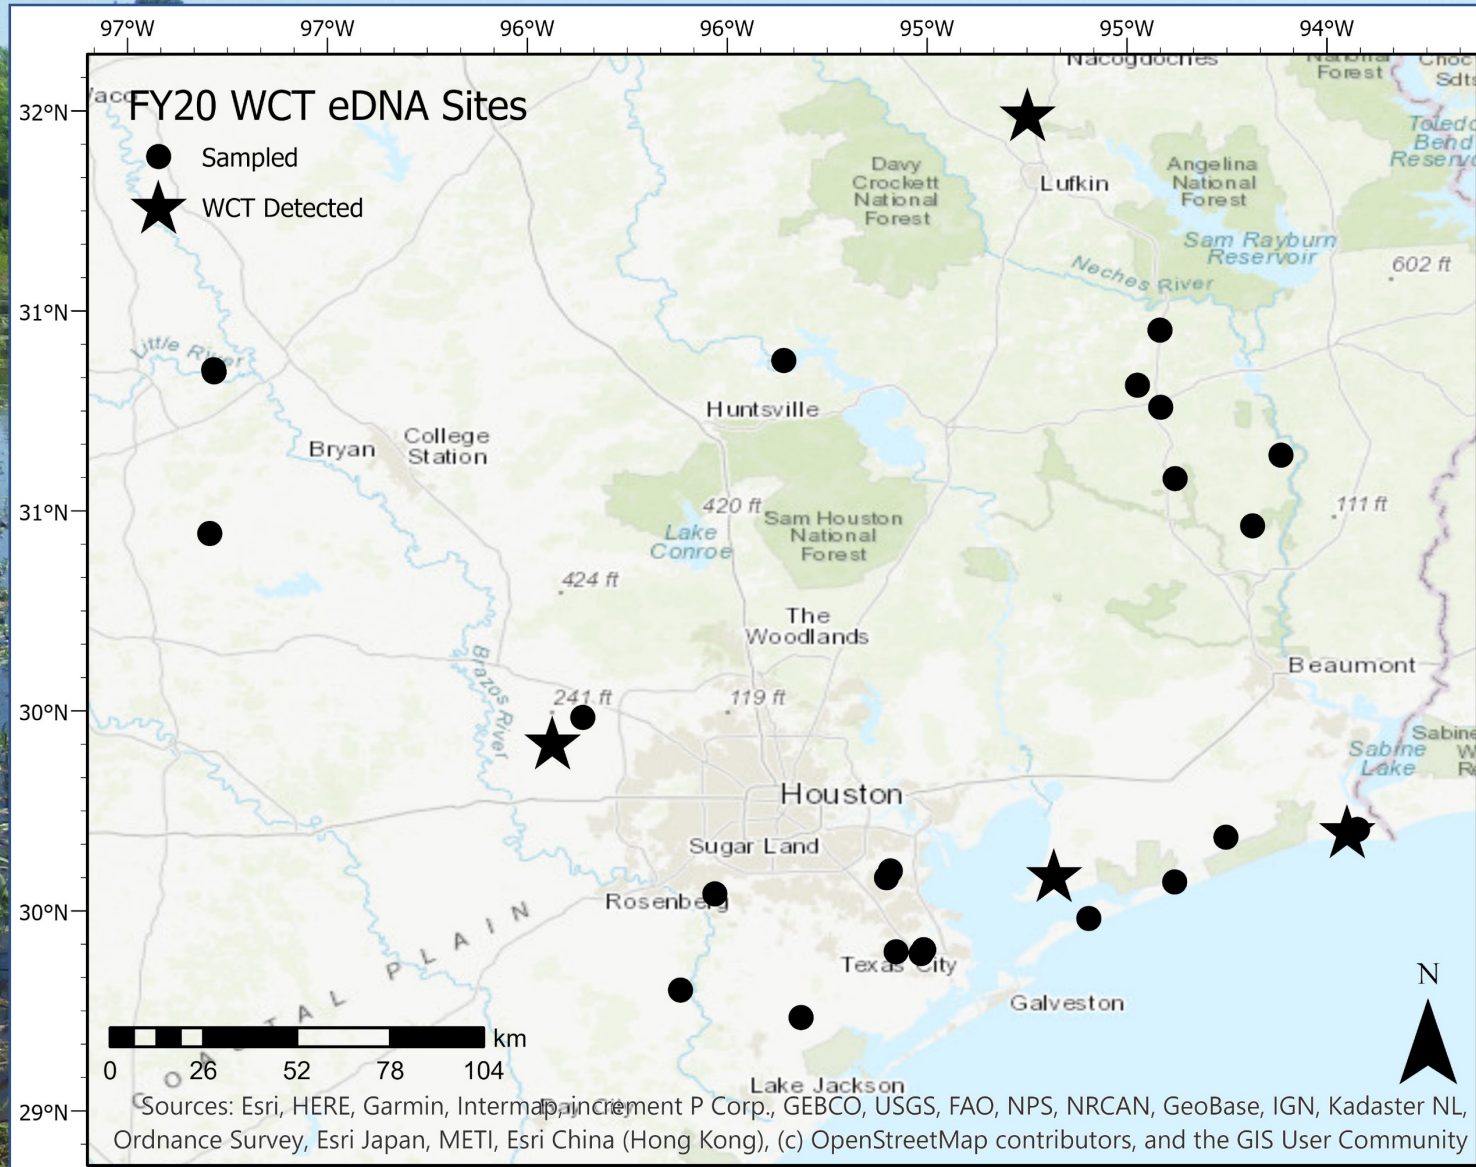 97°W 97°W 96°W 96°W 95°W 95°W 94°W
FY20 WCT eDNA Sites
Sampled
WCT Detected
32°N
31°N
31°N
30°N
30°N
29°N
Nacogdoches
National
Forest
Toledo
Bend
Reservo
Davy
Crockett
National
Forest
Angelina
National
Forest
Lufkin
Sam Rayburn
Reservoir
602 ft
Neches River
Little River
Huntsville
Bryan
College
Station
420 ft
Lake
Conroe
Sam Houston
National
Forest
111 ft
424 ft
The
Woodlands
Brazos River
Beaumont
241 ft
119 ft
Sabine
Lake
Sabine
Houston
Sugar Land
Rosenberg
Texas City
Galveston
COASTAL PLAIN
N
km
0 26 52 78 104
Lake Jackson
Bay City
Sources: Esri, HERE, Garmin, Intermap, increment P Corp., GEBCO, USGS, FAO, NPS, NRCAN, GeoBase, IGN, Kadaster NL,
Ordnance Survey, Esri Japan, METI, Esri China (Hong Kong), (c) OpenStreetMap contributors, and the GIS User Community